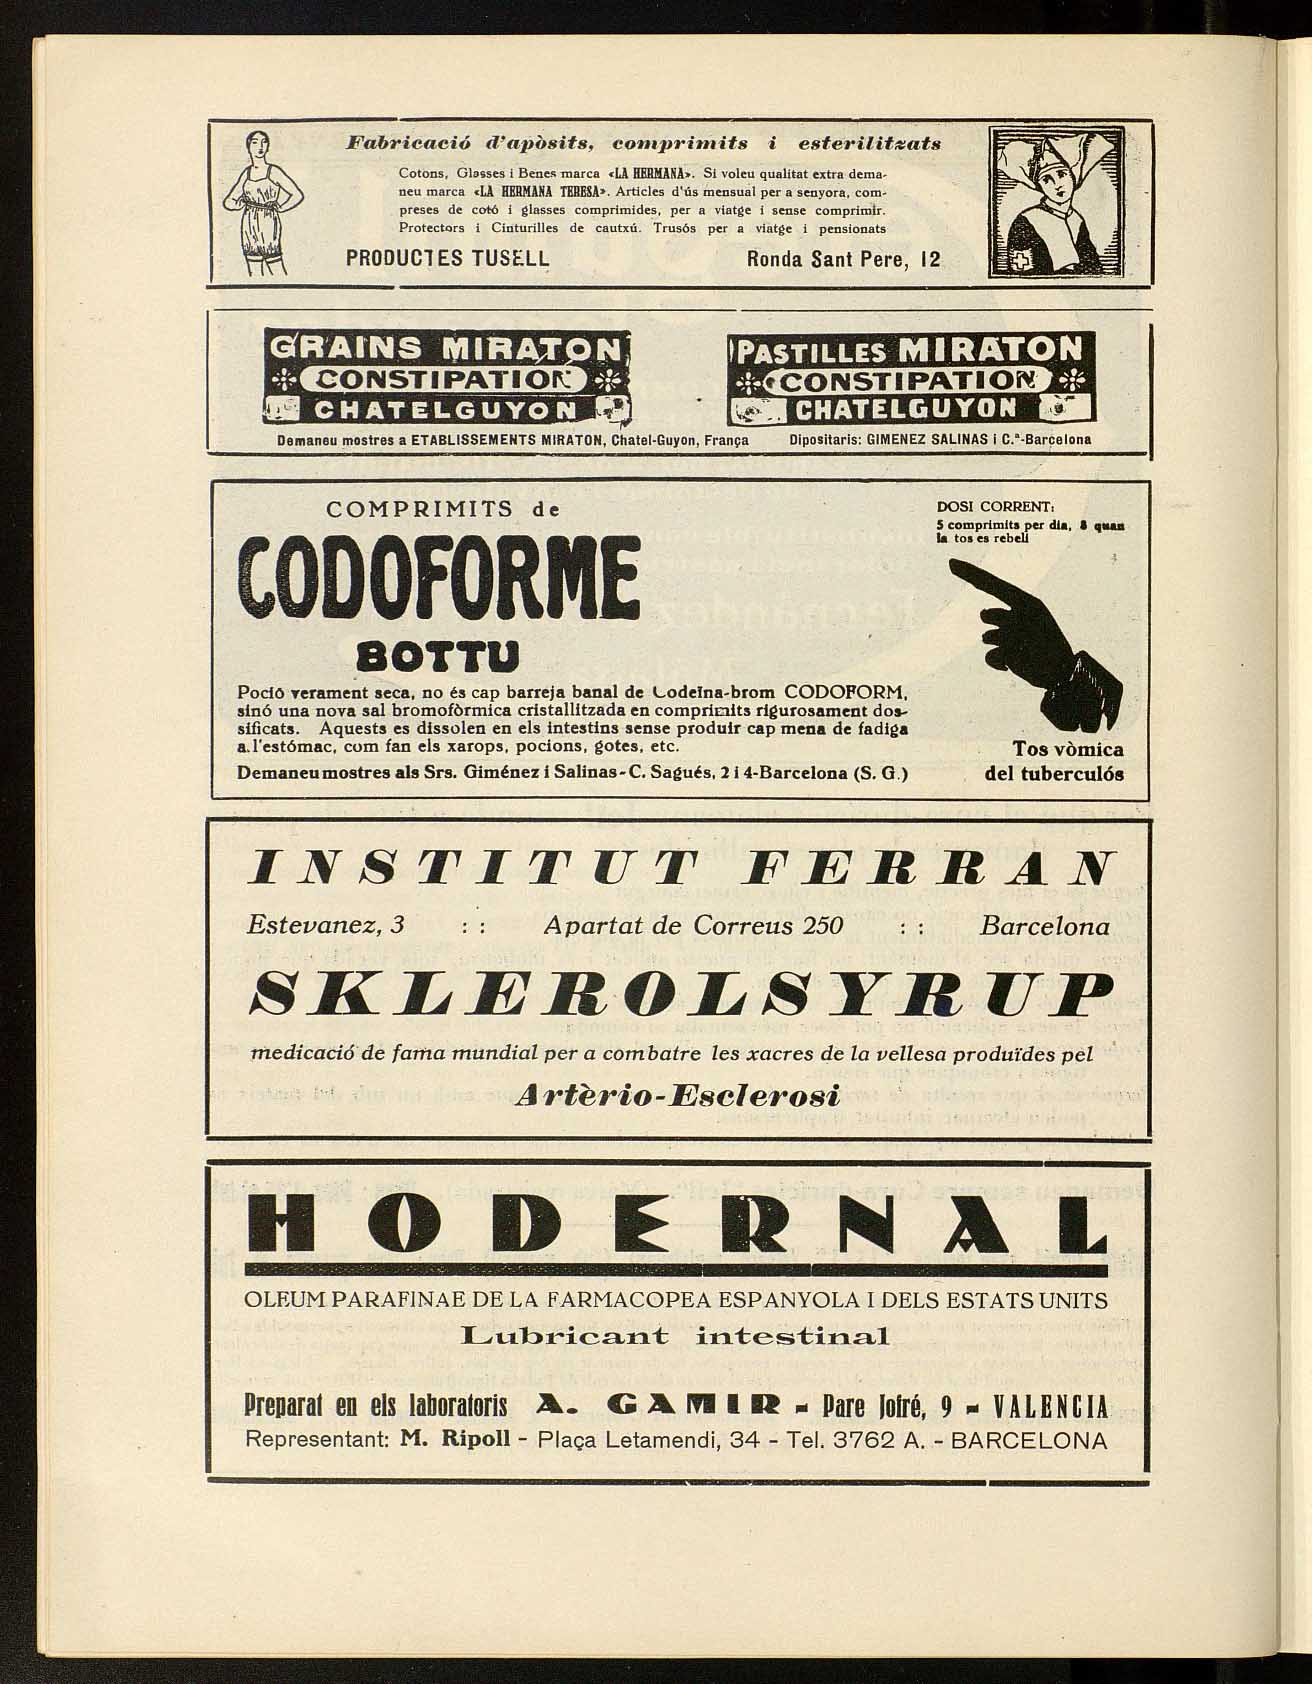 Fabricació d'apòsits, comprimits i esterilitzats
Cotons, Glasses i Benes marca «LA HERMANA». Si voleu qualitat extra dema-
neu marca «LA HERMANA TERESA». Articles d'ús mensual per a senyora, com-
preses de cotó i glasses comprimides, per a viatge i sense comprimir.
Protectors i Cinturilles de cautxú. Trusós per a viatge i pensionats
PRODUCTES TUSELL Ronda Sant Pere, 12
GRAINS MIRATON
CONSTIPATION
CHATELGUYON
PASTILLES MIRATON
CONSTIPATION
CHATELGUYON
Demaneu mostres a ETABLISSEMENTS MIRATON, Chatel-Guyon, França Dipositaris: GIMENEZ SALINAS i C.ª-Barcelona
COMPRIMITS de
CODOFORME
BOTTU
Poció verament seca, no és cap barreja banal de Codeïna-brom CODOFORM,
sinó una nova sal bromofòrmica cristallitzada en comprimits rigurosament dos-
sificats. Aquests es dissolen en els intestins sense produir cap mena de fadiga
a l'estómac, com fan els xarops, pocions, gotes, etc.
Demaneu mostres als Srs. Giménez i Salinas-C. Sagués, 2 i 4-Barcelona (S. G.)
DOSI CORRENT:
5 comprimits per dia, 8 quan
la tos es rebell
Tos vòmica
del tuberculós
INSTITUT FERRAN
Estevanez, 3 : : Apartat de Correus 250 : : Barcelona
SKLEROLSYRUP
medicació de fama mundial per a combatre les xacres de la vellesa produïdes pel
Artèrio-Esclerosi
HODERNAL
OLEUM PARAFINAE DE LA FARMACOPEA ESPANYOLA I DELS ESTATS UNITS
Lubricant intestinal
Preparat en els laboratoris A. GAMIR - Pare Jofré, 9 - VALENCIA
Representant: M. Ripoll - Plaça Letamendi, 34 - Tel. 3762 A. - BARCELONA